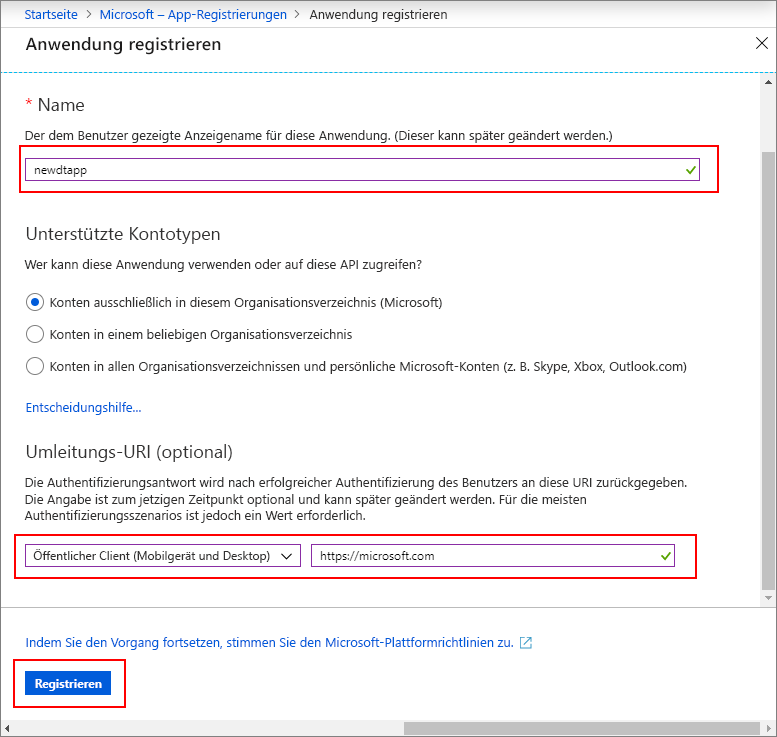 Startseite > Microsoft – App-Registrierungen > Anwendung registrieren
Anwendung registrieren
* Name
Der dem Benutzer gezeigte Anzeigename für diese Anwendung. (Dieser kann später geändert werden.)
newdtapp
Unterstützte Kontotypen
Wer kann diese Anwendung verwenden oder auf diese API zugreifen?
Konten ausschließlich in diesem Organisationsverzeichnis (Microsoft)
Konten in einem beliebigen Organisationsverzeichnis
Konten in allen Organisationsverzeichnissen und persönliche Microsoft-Konten (z. B. Skype, Xbox, Outlook.com)
Entscheidungshilfe...
Umleitungs-URI (optional)
Die Authentifizierungsantwort wird nach erfolgreicher Authentifizierung des Benutzers an diese URI zurückgegeben.
Die Angabe ist zum jetzigen Zeitpunkt optional und kann später geändert werden. Für die meisten
Authentifizierungsszenarios ist jedoch ein Wert erforderlich.
Öffentlicher Client (Mobilgerät und Desktop) https://microsoft.com
Indem Sie den Vorgang fortsetzen, stimmen Sie den Microsoft-Plattformrichtlinien zu.
Registrieren